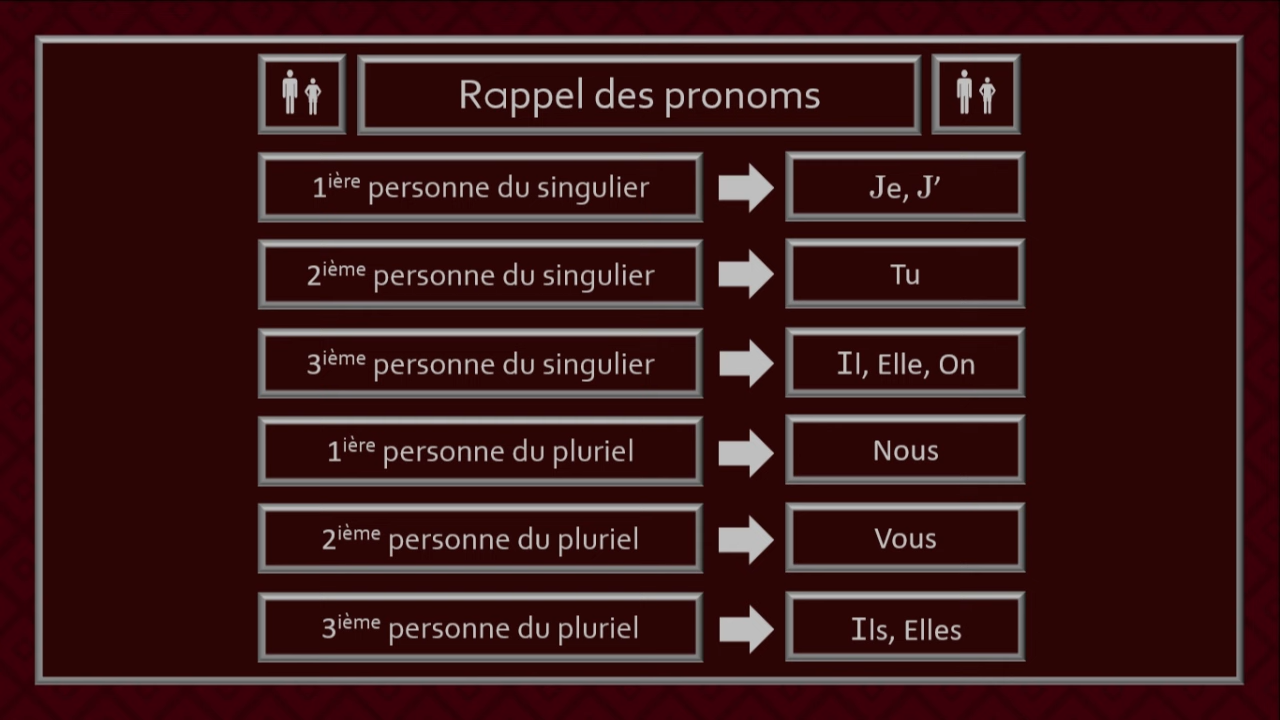 Rappel des pronoms
1ière personne du singulier
Je, J’
2ième personne du singulier
Tu
3ième personne du singulier
Il, Elle, On
1ière personne du pluriel
Nous
2ième personne du pluriel
Vous
3ième personne du pluriel
Ils, Elles